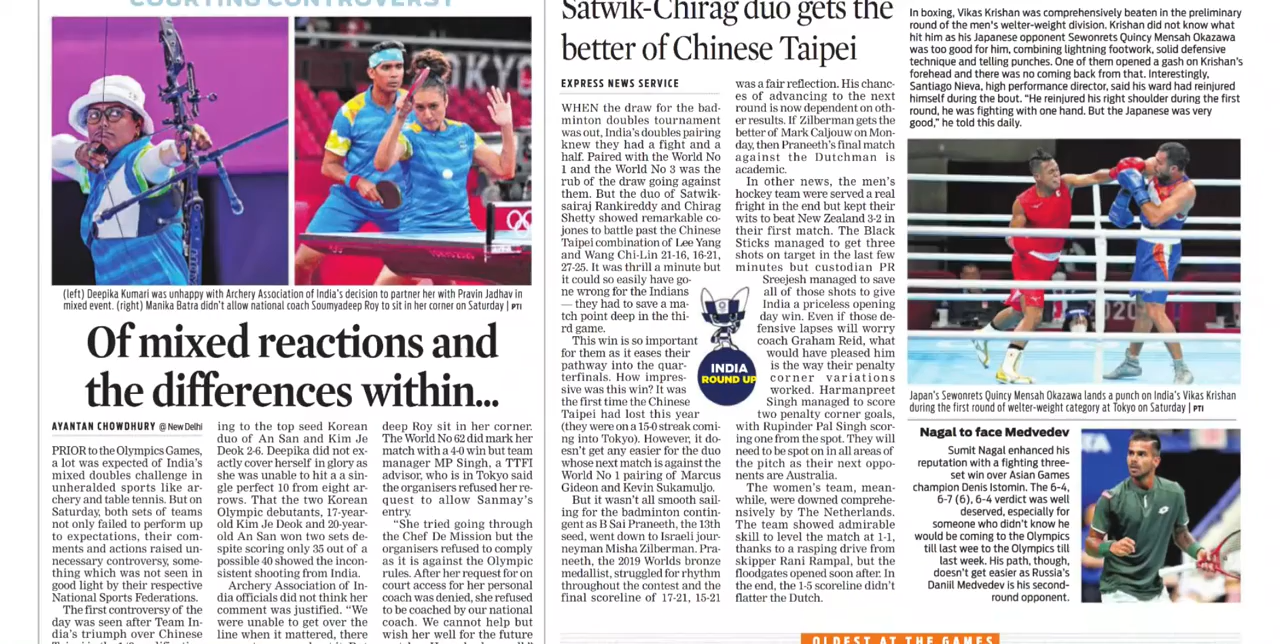 COURTING CONTROVERSY
(left) Deepika Kumari was unhappy with Archery Association of India's decision to partner her with Pravin Jadhav in
mixed event. (right) Manika Batra didn't allow national coach Soumyadeep Roy to sit in her corner on Saturday | PTI
Of mixed reactions and
the differences within...
AYANTAN CHOWDHURY @ New Delhi
PRIOR to the Olympics Games,
a lot was expected of India's
mixed doubles challenge in
unheralded sports like ar-
chery and table tennis. But on
Saturday, both sets of teams
not only failed to perform up
to expectations, their com-
ments and actions raised un-
necessary controversy, some-
thing which was not seen in
good light by their respective
National Sports Federations.
The first controversy of the
day was seen after Team In-
dia's triumph over Chinese
ing to the top seed Korean
duo of An San and Kim Je
Deok 2-6. Deepika did not ex-
actly cover herself in glory as
she was unable to hit a sin-
gle perfect 10 from eight ar-
rows. That the two Korean
Olympic debutants, 17-year-
old Kim Je Deok and 20-year-
old An San won two sets de-
spite scoring only 35 out of a
possible 40 showed the incon-
sistent shooting from India.
Archery Association of In-
dia officials did not think her
comment was justified. "We
were unable to get over the
line when it mattered, there
deep Roy sit in her corner.
The World No 62 did mark her
match with a 4-0 win but team
manager MP Singh, a TTFI
advisor, who is in Tokyo said
the organisers refused her re-
quest to allow Sanmay's
entry.
"She tried going through
the Chef De Mission but the
organisers refused to comply
as it is against the Olympic
rules. After her request for on
court access for her personal
coach was denied, she refused
to be coached by our national
coach. We cannot help but
wish her well for the future
Satwik-Chirag duo gets the
better of Chinese Taipei
EXPRESS NEWS SERVICE
WHEN the draw for the bad-
minton doubles tournament
was out, India's doubles pairing
knew they had a fight and a
half. Paired with the World No
1 and the World No 3 was the
rub of the draw going against
them. But the duo of Satwik-
sairaj Rankireddy and Chirag
Shetty showed remarkable co-
jones to battle past the Chinese
Taipei combination of Lee Yang
and Wang Chi-Lin 21-16, 16-21,
27-25. It was thrill a minute but
it could so easily have go-
ne wrong for the Indians
— they had to save a ma-
tch point deep in the thi-
rd game.
This win is so important
for them as it eases their
pathway into the quar-
terfinals. How impres-
sive was this win? It was
the first time the Chinese
Taipei had lost this year
(they were on a 15-0 streak com-
ing into Tokyo). However, it do-
esn't get any easier for the duo
whose next match is against the
World No 1 pairing of Marcus
Gideon and Kevin Sukamuljo.
But it wasn't all smooth sai-
ling for the badminton contin-
gent as B Sai Praneeth, the 13th
seed, went down to Israeli jour-
neyman Misha Zilberman. Pra-
neeth, the 2019 Worlds bronze
medallist, struggled for rhythm
throughout the contest and the
final scoreline of 17-21, 15-21
was a fair reflection. His chanc-
es of advancing to the next
round is now dependent on oth-
er results. If Zilberman gets the
better of Mark Caljouw on Mon-
day, then Praneeth's final match
against the Dutchman is
academic.
In other news, the men's
hockey team were served a real
fright in the end but kept their
wits to beat New Zealand 3-2 in
their first match. The Black
Sticks managed to get three
shots on target in the last few
minutes but custodian PR
Sreejesh managed to save
all of those shots to give
India a priceless opening
day win. Even if those de-
fensive lapses will worry
coach Graham Reid, what
would have pleased him
is the way their penalty
corner variations
worked. Harmanpreet
Singh managed to score
two penalty corner goals,
with Rupinder Pal Singh scor-
ing one from the spot. They will
need to be spot on in all areas of
the pitch as their next oppo-
nents are Australia.
The women's team, mean-
while, were downed comprehe-
nsively by The Netherlands.
The team showed admirable
skill to level the match at 1-1,
thanks to a rasping drive from
skipper Rani Rampal, but the
floodgates opened soon after. In
the end, the 1-5 scoreline didn't
flatter the Dutch.
INDIA
ROUND UP
In boxing, Vikas Krishan was comprehensively beaten in the preliminary
round of the men's welter-weight division. Krishan did not know what
hit him as his Japanese opponent Sewonrets Quincy Mensah Okazawa
was too good for him, combining lightning footwork, solid defensive
technique and telling punches. One of them opened a gash on Krishan's
forehead and there was no coming back from that. Interestingly,
Santiago Nieva, high performance director, said his ward had reinjured
himself during the bout. "He reinjured his right shoulder during the first
round, he was fighting with one hand. But the Japanese was very
good," he told this daily.
Japan's Sewonrets Quincy Mensah Okazawa lands a punch on India's Vikas Krishan
during the first round of welter-weight category at Tokyo on Saturday | PTI
Nagal to face Medvedev
Sumit Nagal enhanced his
reputation with a fighting three-
set win over Asian Games
champion Denis Istomin. The 6-4,
6-7 (6), 6-4 verdict was well
deserved, especially for
someone who didn't know he
would be coming to the Olympics
till last wee to the Olympics till
last week. His path, though,
doesn't get easier as Russia's
Daniil Medvedev is his second-
round opponent.
OLDEST AT THE GAMES